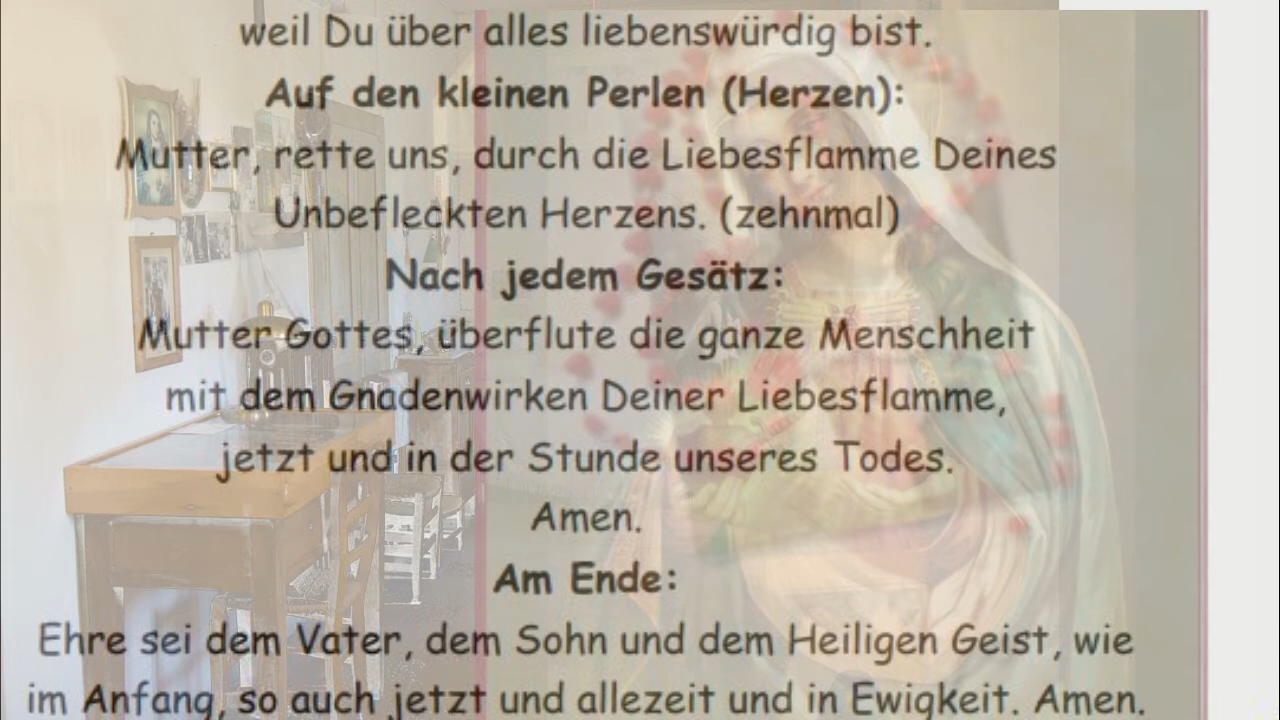 weil Du über alles liebenswürdig bist.
Auf den kleinen Perlen (Herzen):
Mutter, rette uns, durch die Liebesflamme Deines
Unbefleckten Herzens. (zehnmal)
Nach jedem Gesätz:
Mutter Gottes, überflute die ganze Menschheit
mit dem Gnadenwirken Deiner Liebesflamme,
jetzt und in der Stunde unseres Todes.
Amen.
Am Ende:
Ehre sei dem Vater, dem Sohn und dem Heiligen Geist, wie
im Anfang, so auch jetzt und allezeit und in Ewigkeit. Amen.